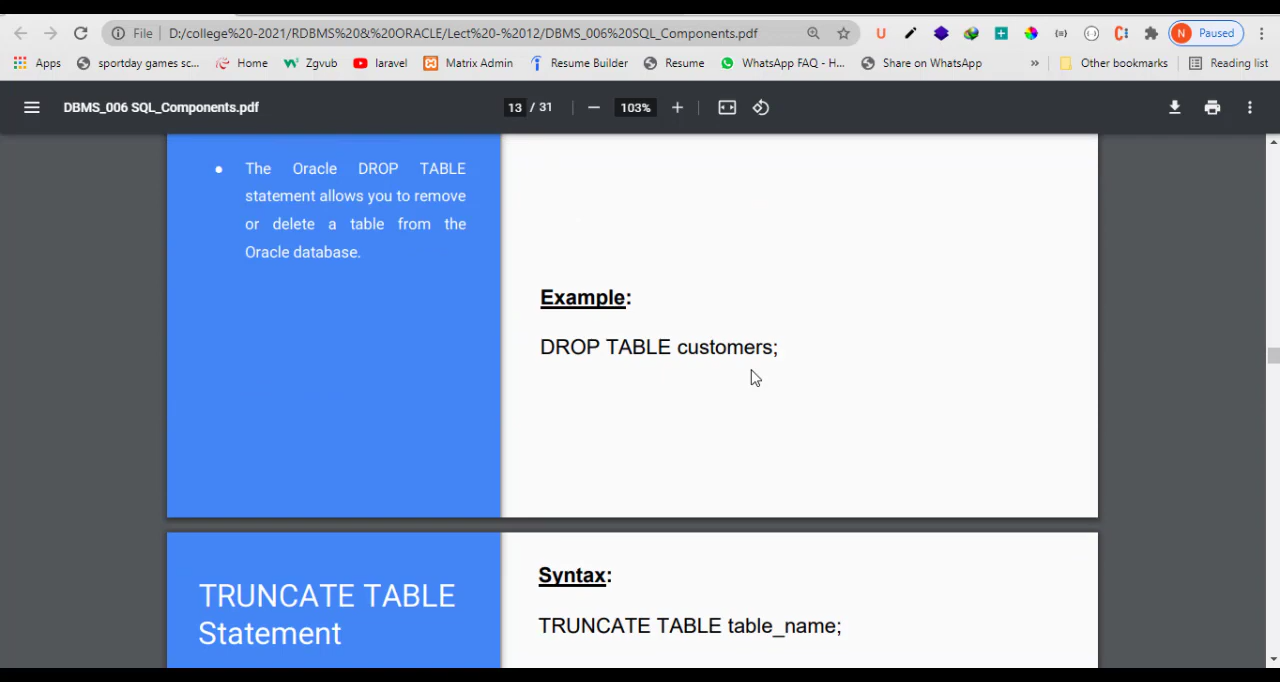 File
D:/college%20-2021/RDBMS%20&%20ORACLE/Lect%20-%2012/DBMS_006%20SQL_Components.pdf
U
N
Paused
Apps
sportday games sc...
Home
Zgvub
laravel
Matrix Admin
Resume Builder
Resume
WhatsApp FAQ - H...
Share on WhatsApp
»
Other bookmarks
Reading list
DBMS_006 SQL_Components.pdf
13 / 31
103%
• The Oracle DROP TABLE
statement allows you to remove
or delete a table from the
Oracle database.
Example:
DROP TABLE customers;
TRUNCATE TABLE
Statement
Syntax:
TRUNCATE TABLE table_name;